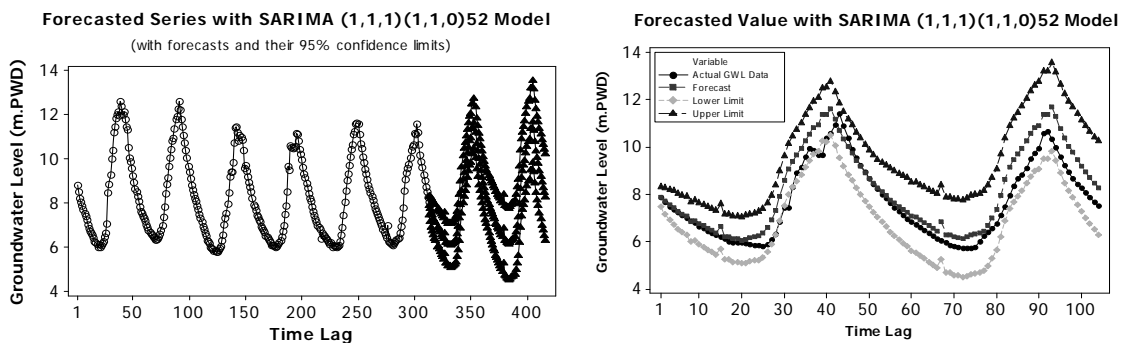 Forecasted Series with SARIMA (1,1,1)(1,1,0)52 Model
(with forecasts and their 95% confidence limits)
Groundwater Level (m.PWD)
14
12
10
8
6
4
1 50 100 150 200 250 300 350 400
Time Lag
Forecasted Value with SARIMA (1,1,1)(1,1,0)52 Model
Groundwater Level (m.PWD)
14
12
10
8
6
4
Variable
Actual GWL Data
Forecast
Lower Limit
Upper Limit
1 10 20 30 40 50 60 70 80 90 100
Time Lag